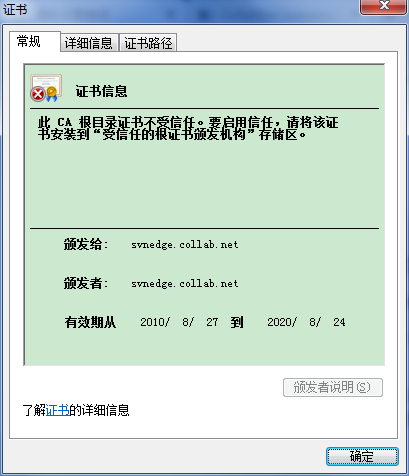 证书
常规 详细信息 证书路径
证书信息
此 CA 根目录证书不受信任。要启用信任，请将该证
书安装到“受信任的根证书颁发机构”存储区。
颁发给： svnedge.collab.net
颁发者： svnedge.collab.net
有效期从 2010/ 8/ 27 到 2020/ 8/ 24
颁发者说明(S)
了解证书的详细信息
确定